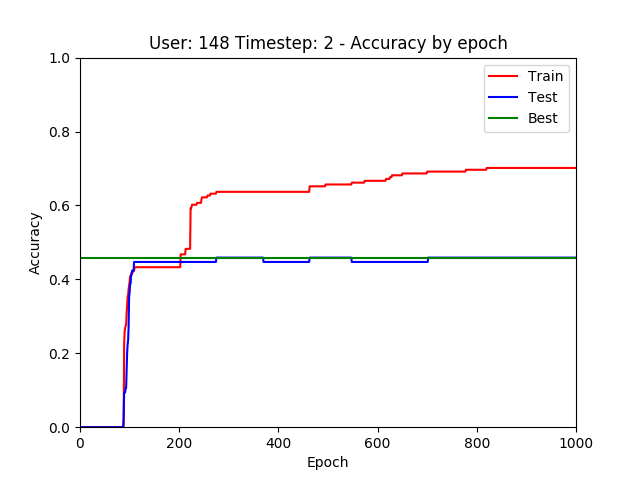 User: 148 Timestep: 2 - Accuracy by epoch
Train
Test
Best
Accuracy
1.0
0.8
0.6
0.4
0.2
0.0
0 200 400 600 800 1000
Epoch